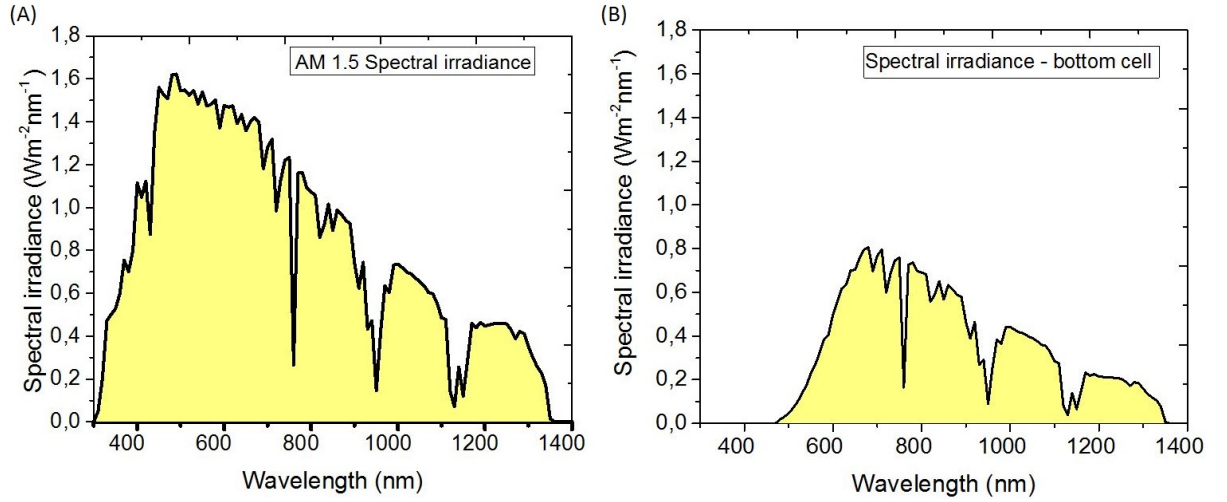 (A)
AM 1.5 Spectral irradiance
Spectral irradiance (Wm⁻²nm⁻¹)
1,8
1,6
1,4
1,2
1,0
0,8
0,6
0,4
0,2
0,0
400 600 800 1000 1200 1400
Wavelength (nm)
(B)
Spectral irradiance - bottom cell
Spectral irradiance (Wm⁻²nm⁻¹)
1,8
1,6
1,4
1,2
1,0
0,8
0,6
0,4
0,2
0,0
400 600 800 1000 1200 1400
Wavelength (nm)